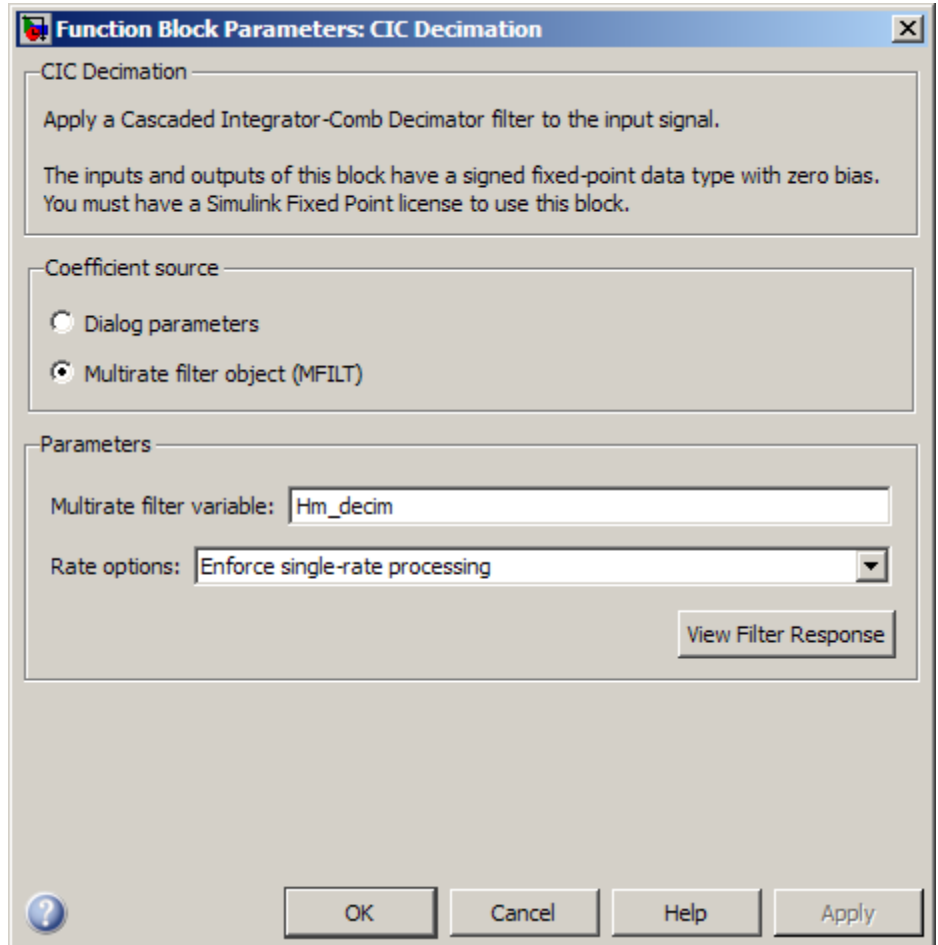 Function Block Parameters: CIC Decimation
CIC Decimation
Apply a Cascaded Integrator-Comb Decimator filter to the input signal.
The inputs and outputs of this block have a signed fixed-point data type with zero bias.
You must have a Simulink Fixed Point license to use this block.
Coefficient source
Dialog parameters
Multirate filter object (MFILT)
Parameters
Multirate filter variable: Hm_decim
Rate options: Enforce single-rate processing
View Filter Response
? OK Cancel Help Apply